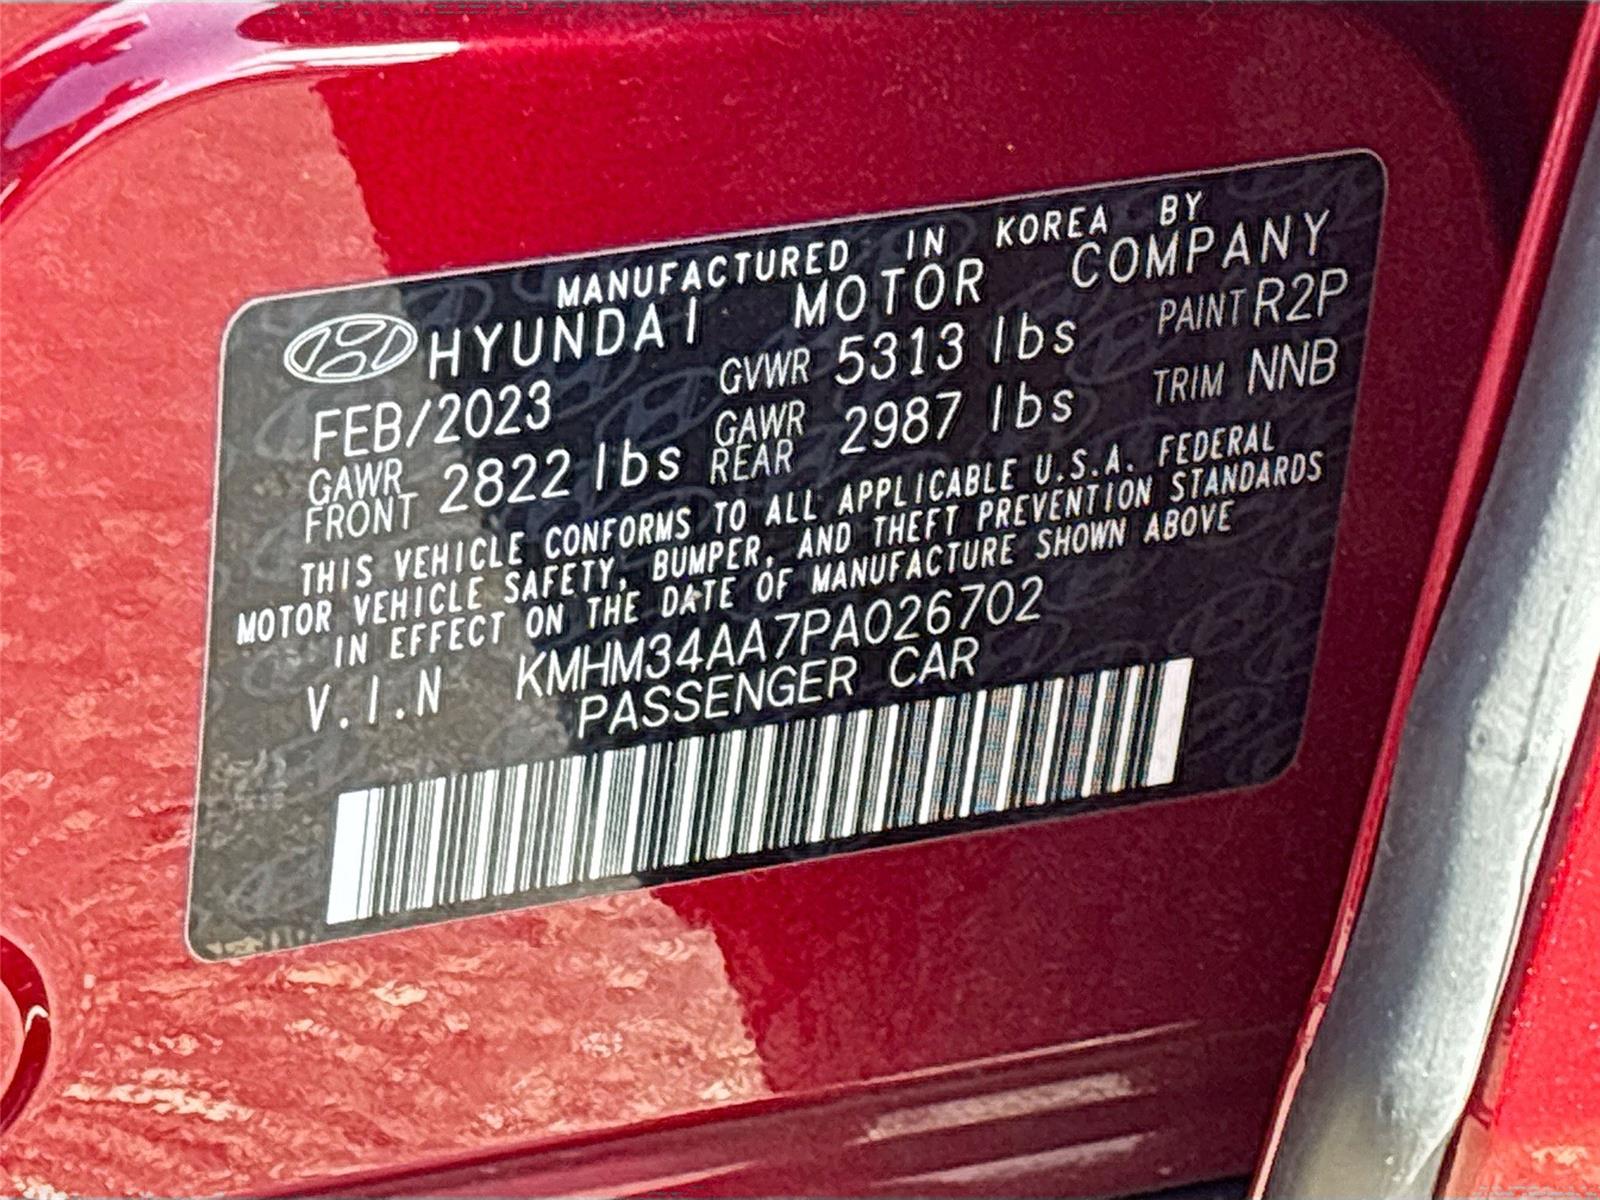 MANUFACTURED IN KOREA BY
HYUNDAI MOTOR COMPANY
FEB/2023 GVWR 5313 lbs PAINT R2P
GAWR FRONT 2822 lbs GAWR REAR 2987 lbs TRIM NNB
THIS VEHICLE CONFORMS TO ALL APPLICABLE U.S.A. FEDERAL
MOTOR VEHICLE SAFETY, BUMPER, AND THEFT PREVENTION STANDARDS
IN EFFECT ON THE DATE OF MANUFACTURE SHOWN ABOVE
V.I.N KMHM34AA7PA026702
PASSENGER CAR